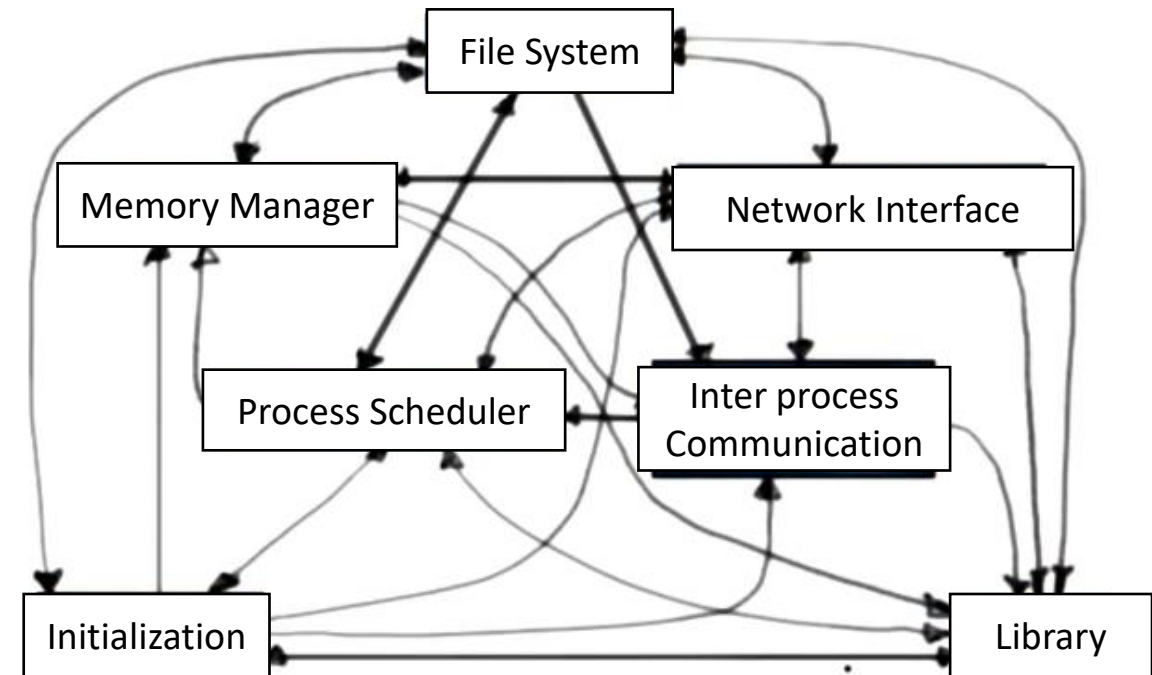 File System
Memory Manager
Network Interface
Process Scheduler
Inter process
Communication
Initialization
Library